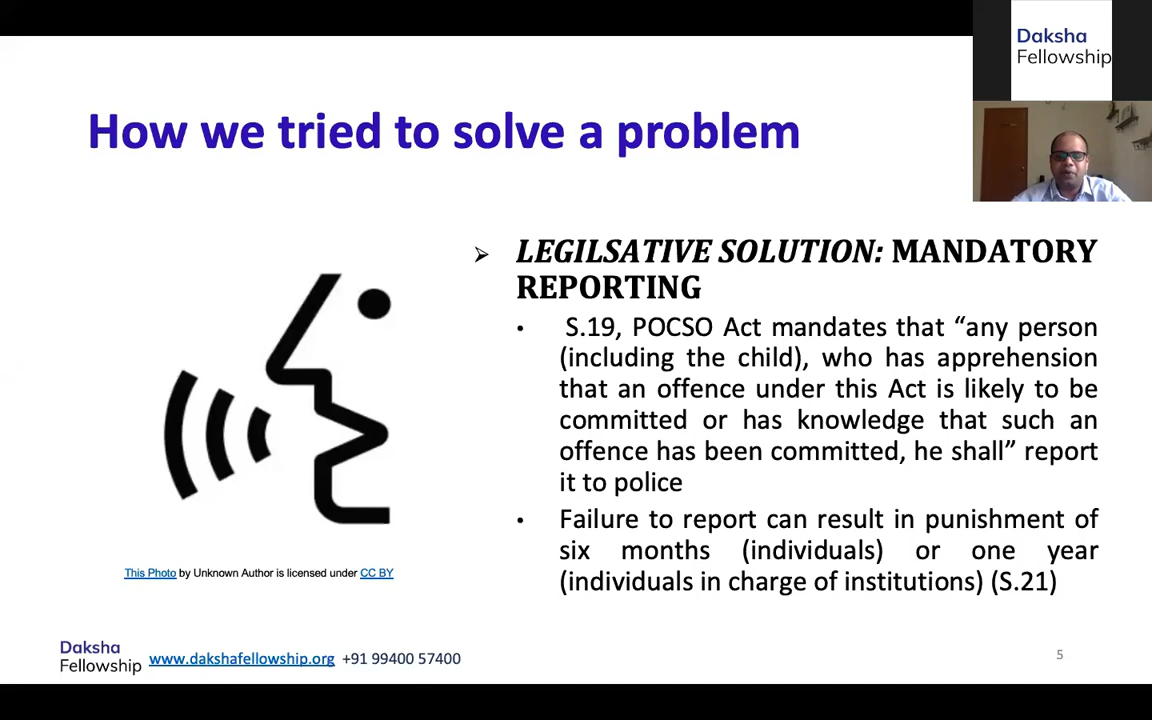 Daksha
Fellowship
How we tried to solve a problem
➢ LEGILSATIVE SOLUTION: MANDATORY
REPORTING
• S.19, POCSO Act mandates that “any person
(including the child), who has apprehension
that an offence under this Act is likely to be
committed or has knowledge that such an
offence has been committed, he shall” report
it to police
• Failure to report can result in punishment of
six months (individuals) or one year
(individuals in charge of institutions) (S.21)
This Photo by Unknown Author is licensed under CC BY
Daksha
Fellowship www.dakshafellowship.org +91 99400 57400
5